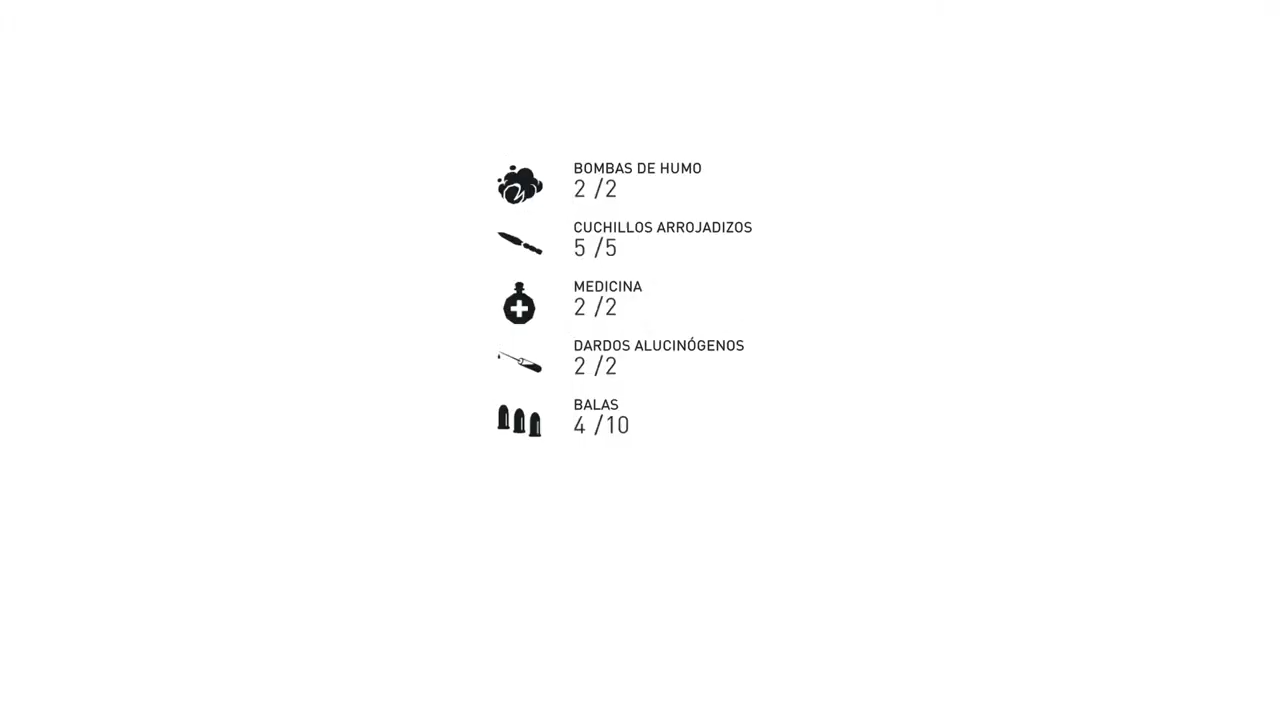 BOMBAS DE HUMO
2 /2
CUCHILLOS ARROJADIZOS
5 /5
MEDICINA
2 /2
DARDOS ALUCINÓGENOS
2 /2
BALAS
4 /10